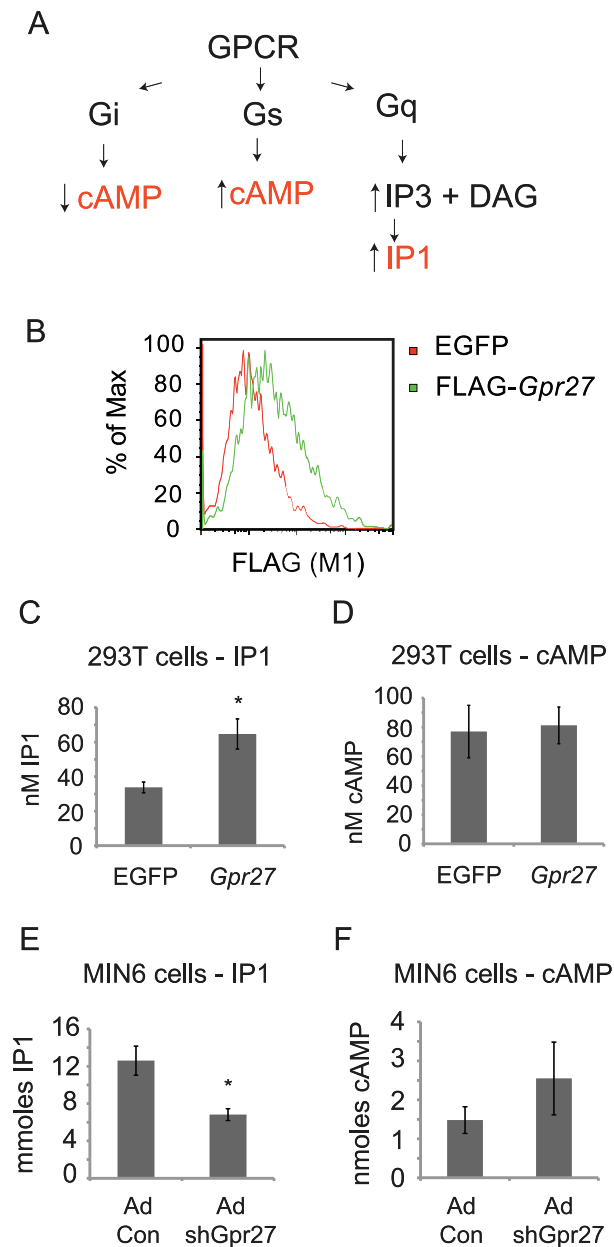 A
GPCR
Gi Gs Gq
↓ cAMP ↑ cAMP ↑ IP3 + DAG
↑ IP1
B
100
80
60
40
20
0
% of Max
FLAG (M1)
EGFP
FLAG-Gpr27
C
293T cells - IP1
80
60
40
20
0
nM IP1
*
EGFP Gpr27
D
293T cells - cAMP
100
80
60
40
20
0
nM cAMP
EGFP Gpr27
E
MIN6 cells - IP1
16
12
8
4
0
mmoles IP1
*
Ad Con
Ad shGpr27
F
MIN6 cells - cAMP
4
3
2
1
0
nmoles cAMP
Ad Con
Ad shGpr27